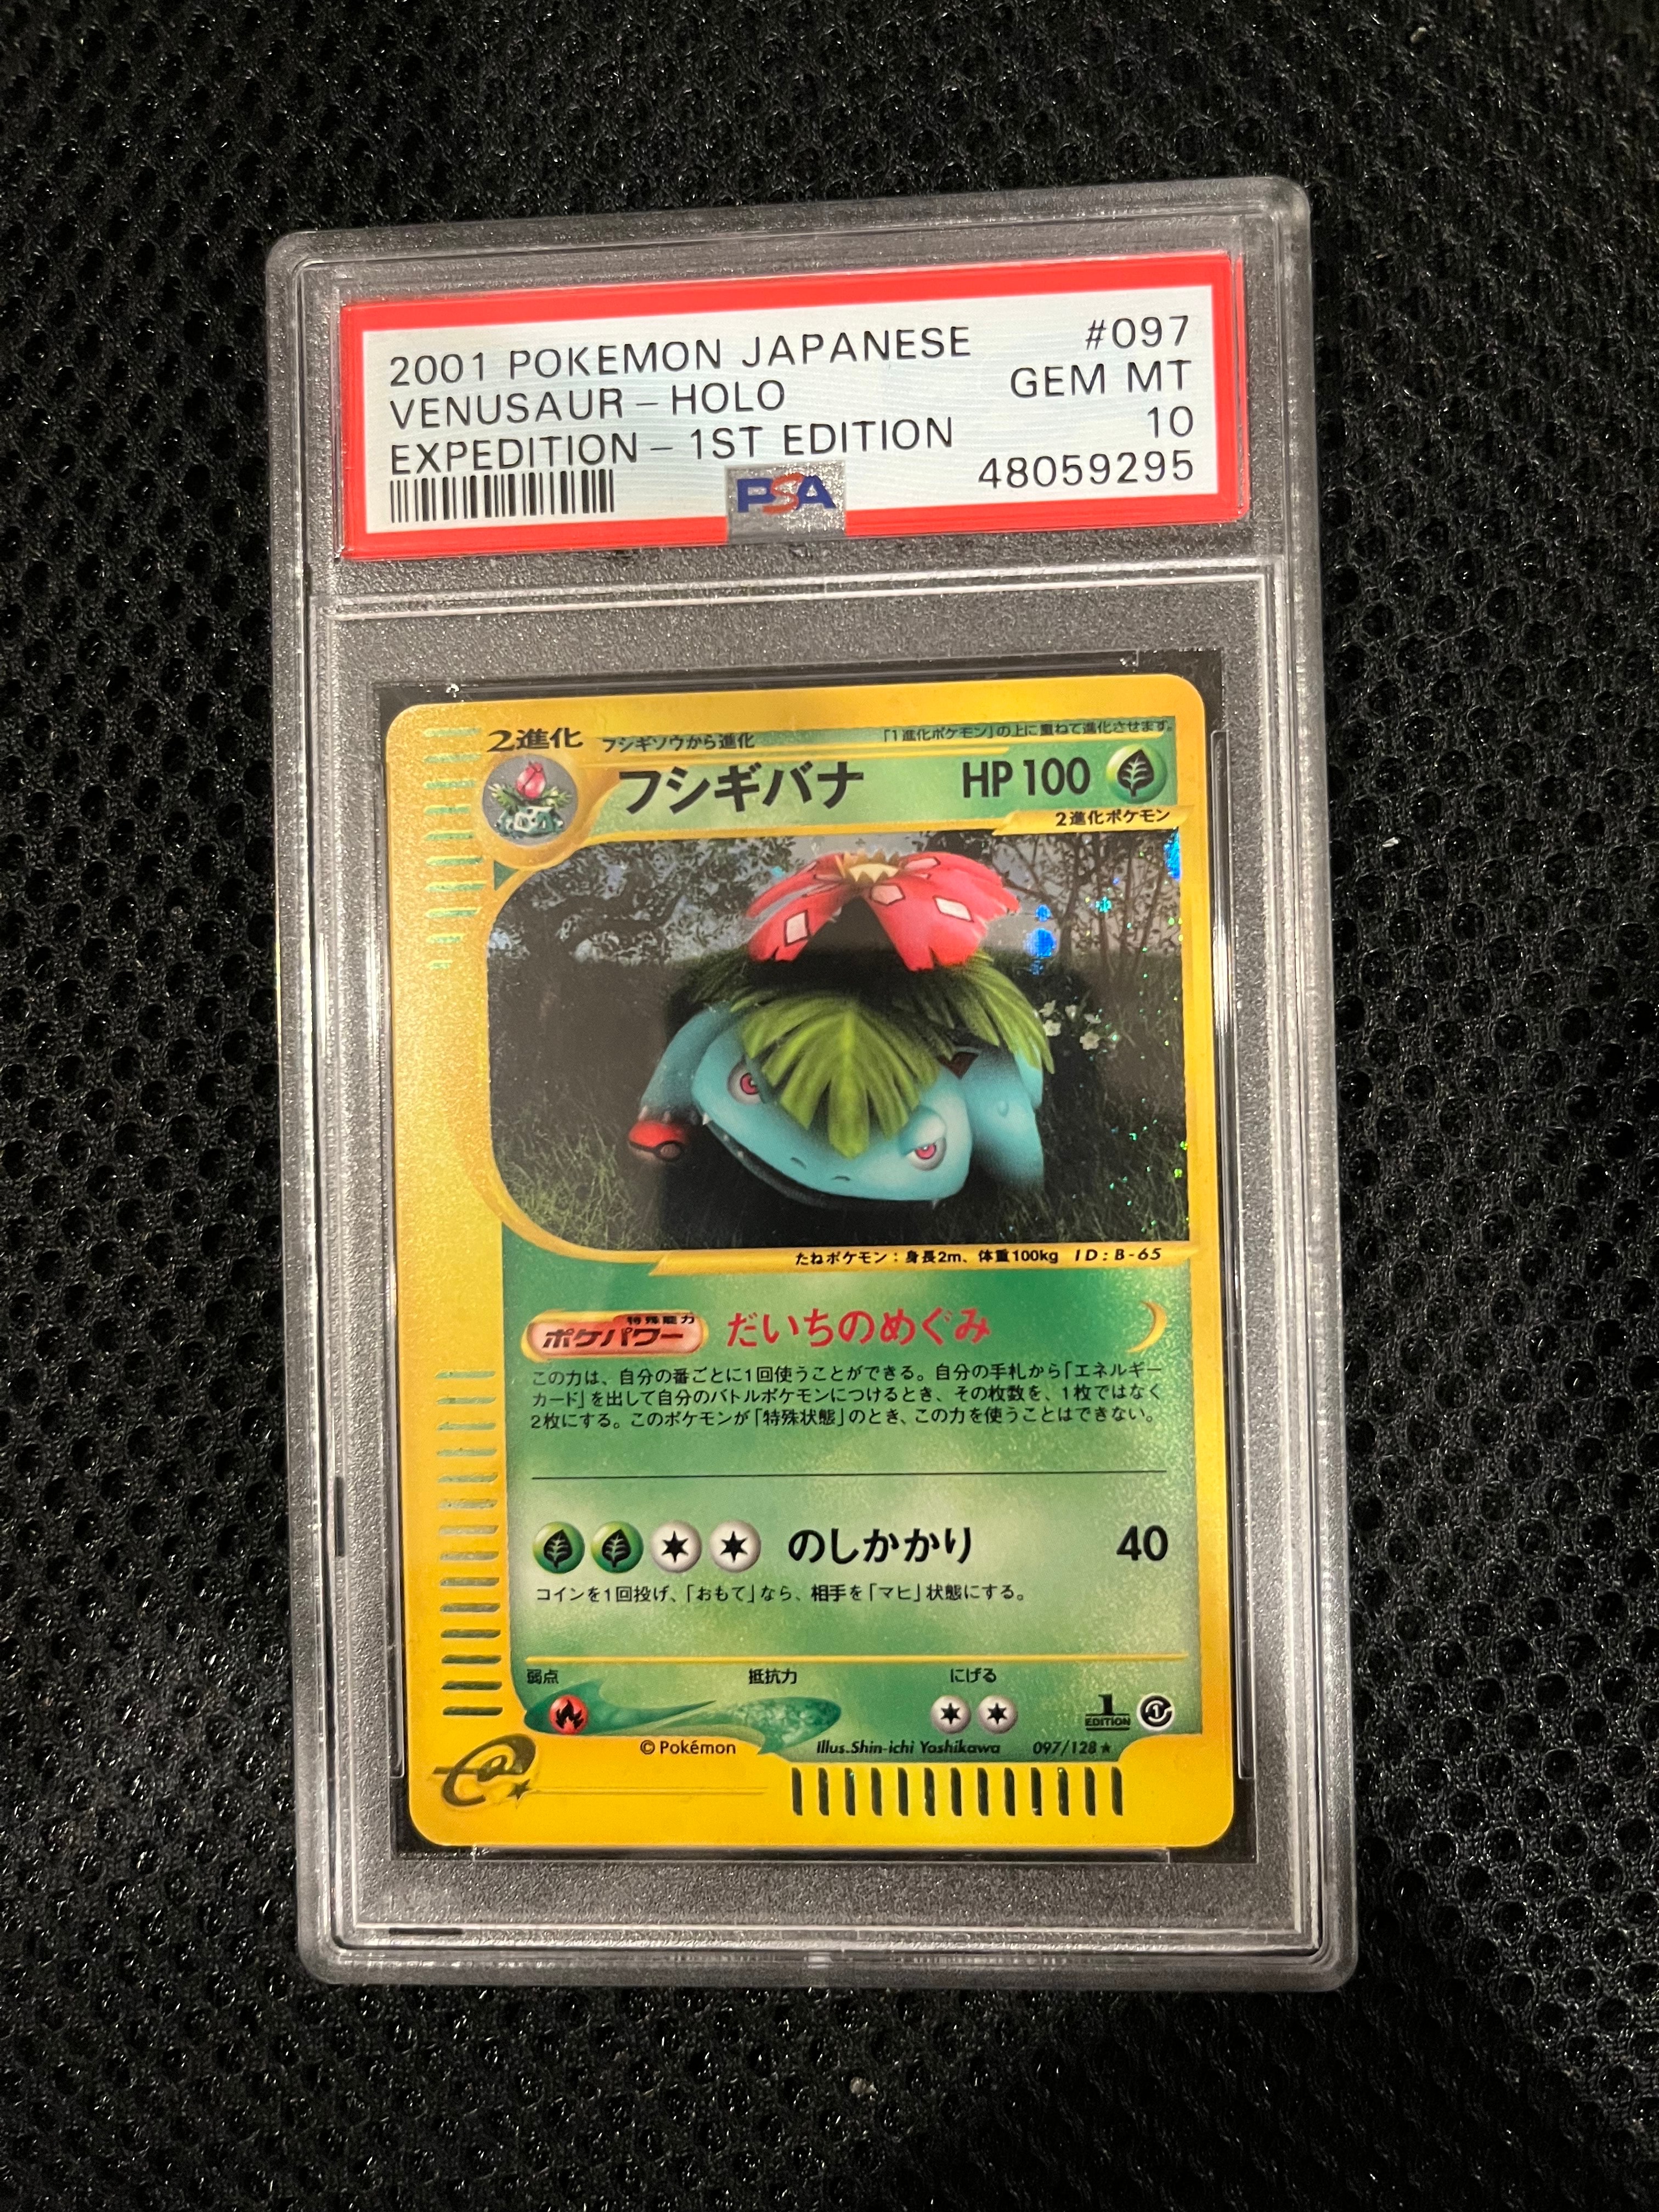 2001 POKEMON JAPANESE #097
VENUSAUR - HOLO GEM MT
EXPEDITION - 1ST EDITION 10
48059295
PSA
2進化 フシギソウから進化 「1進化ポケモン」の上に重ねて進化させます。
フシギバナ HP100
2進化ポケモン
たねポケモン：身長2m、体重100kg ID：B-65
特殊能力
ポケパワー だいちのめぐみ
この力は、自分の番ごとに1回使うことができる。自分の手札から「エネルギー
カード」を出して自分のバトルポケモンにつけるとき、その枚数を、1枚ではなく
2枚にする。このポケモンが「特殊状態」のとき、この力を使うことはできない。
のしかかり 40
コインを1回投げ、「おもて」なら、相手を「マヒ」状態にする。
弱点 抵抗力 にげる
1 EDITION 1
©Pokémon Illus.Shin-ichi Yoshikawa 097/128★
e